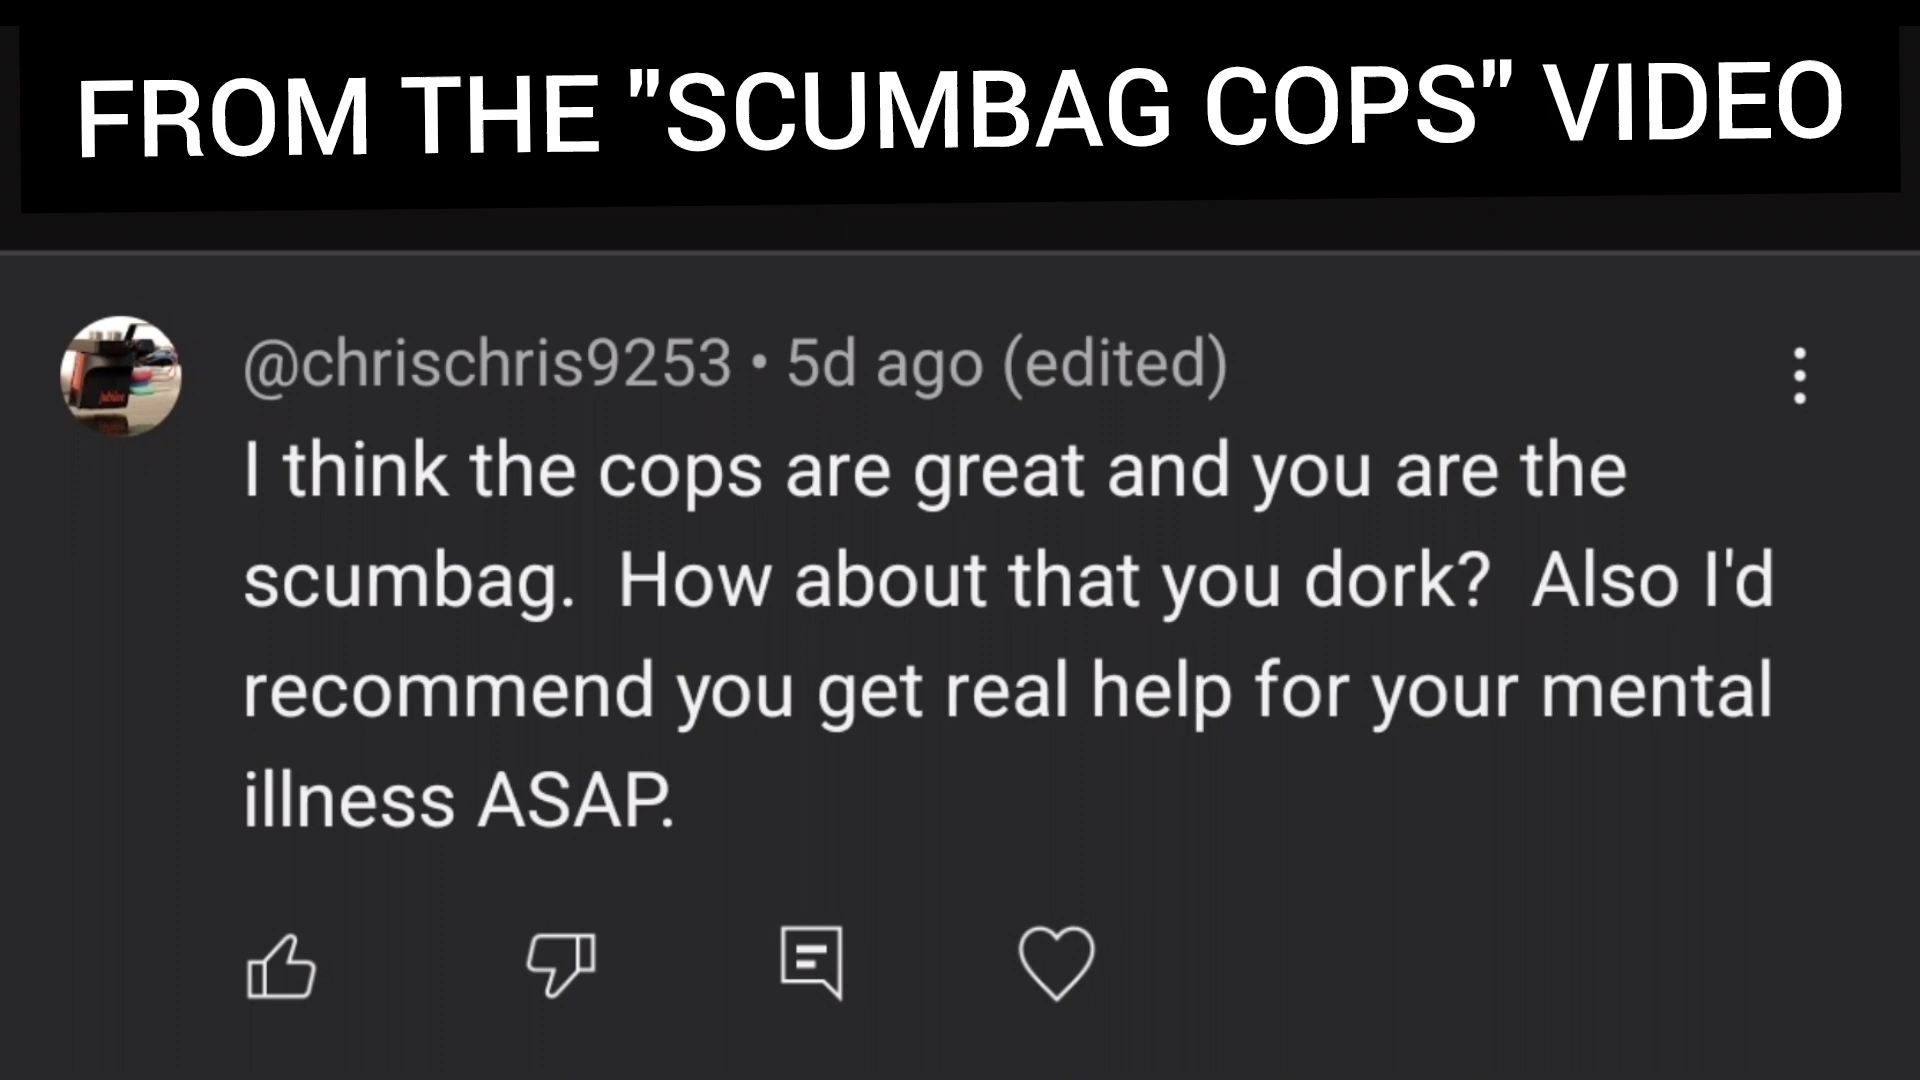 FROM THE "SCUMBAG COPS" VIDEO
@chrischris9253 • 5d ago (edited)
I think the cops are great and you are the
scumbag.  How about that you dork?  Also I'd
recommend you get real help for your mental
illness ASAP.
jubilee